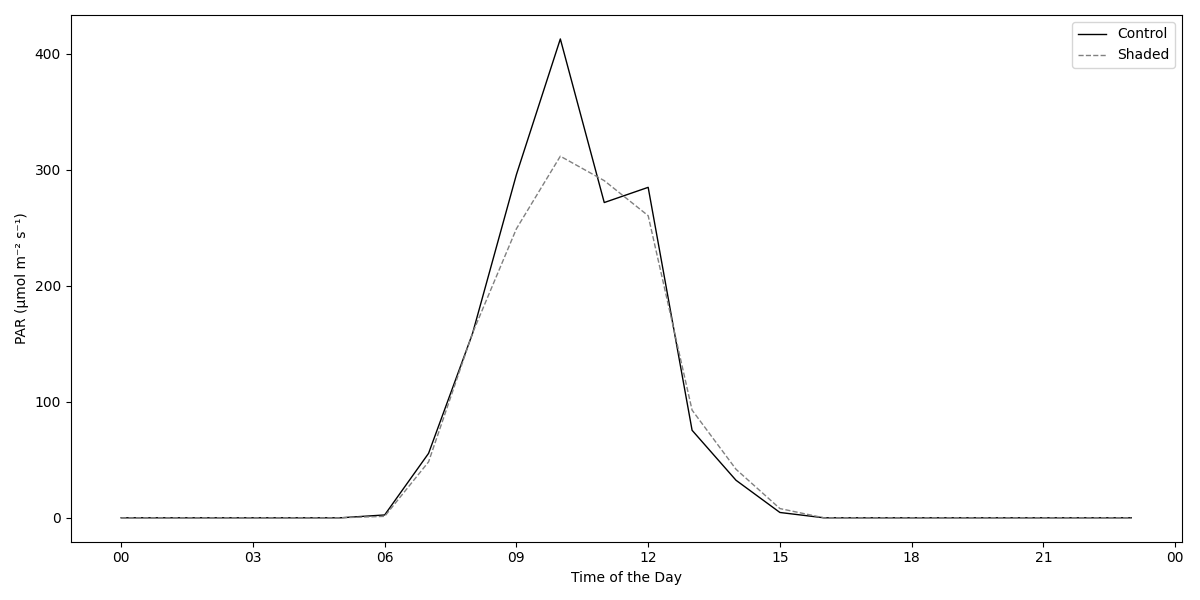 Control
Shaded
400
300
200
100
0
PAR (μmol m⁻² s⁻¹)
00 03 06 09 12 15 18 21 00
Time of the Day